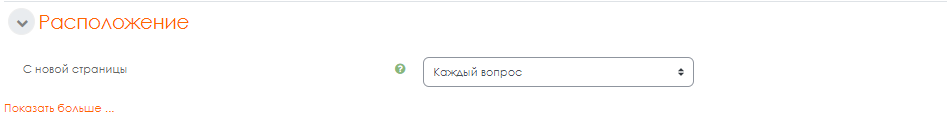 Расположение
С новой страницы
Каждый вопрос
Показать больше ...